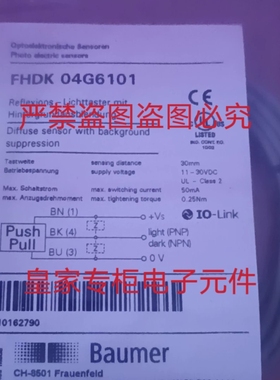 Optoelektronische Sensoren
Photo electric sensors
FHDK 04G6101
严禁盗图盗图必究
Reflexions - Lichttaster mit
Diffuse sensor with background
suppression
LISTED
Tastweite
sensing distance
30mm
Betriebsspannung
supply voltage
11 - 30VDC
UL - Class 2
Max. Schaltstrom
max. switching current
50mA
max. Anzugsdrehmoment
max. tightening torque
0.25Nm
Push
Pull
BN (1)
+Vs
BK (4)
light (PNP)
dark (NPN)
BU (3)
0 V
IO-Link
皇家专柜电子元件
10162790
Baumer
CH-8501 Frauenfeld